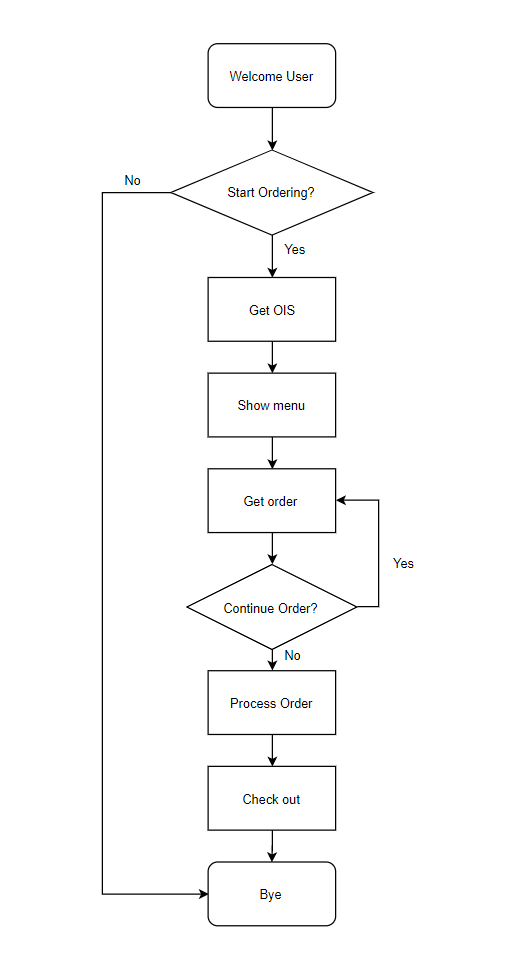 Welcome User
No
Start Ordering?
Yes
Get OIS
Show menu
Get order
Yes
Continue Order?
No
Process Order
Check out
Bye